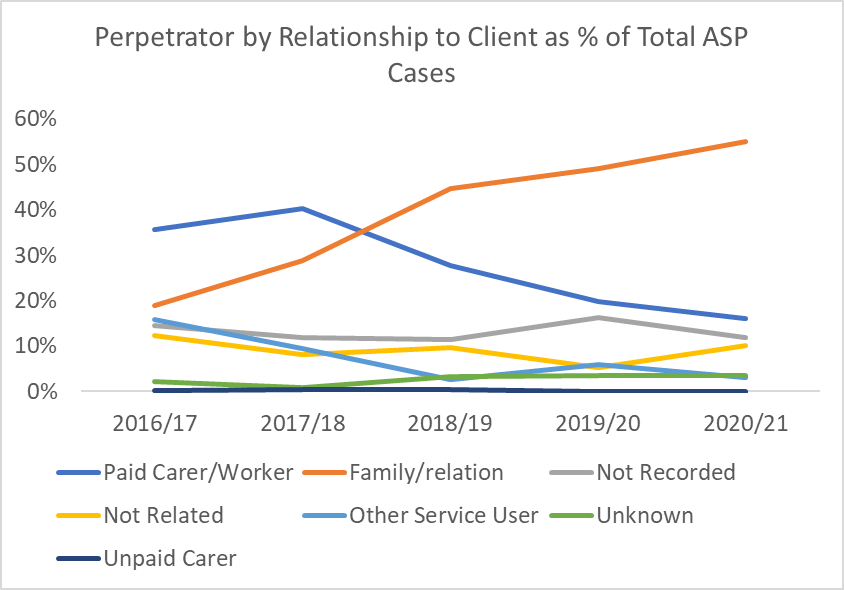 Perpetrator by Relationship to Client as % of Total ASP
Cases
60%
50%
40%
30%
20%
10%
0%
2016/17 2017/18 2018/19 2019/20 2020/21
Paid Carer/Worker Family/relation Not Recorded
Not Related Other Service User Unknown
Unpaid Carer